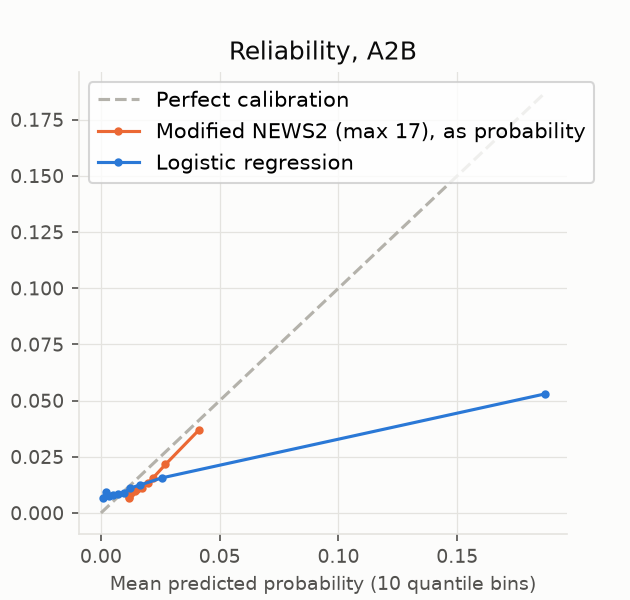 Reliability, A2B
Perfect calibration
Modified NEWS2 (max 17), as probability
Logistic regression
0.175
0.150
0.125
0.100
0.075
0.050
0.025
0.000
0.00 0.05 0.10 0.15
Mean predicted probability (10 quantile bins)